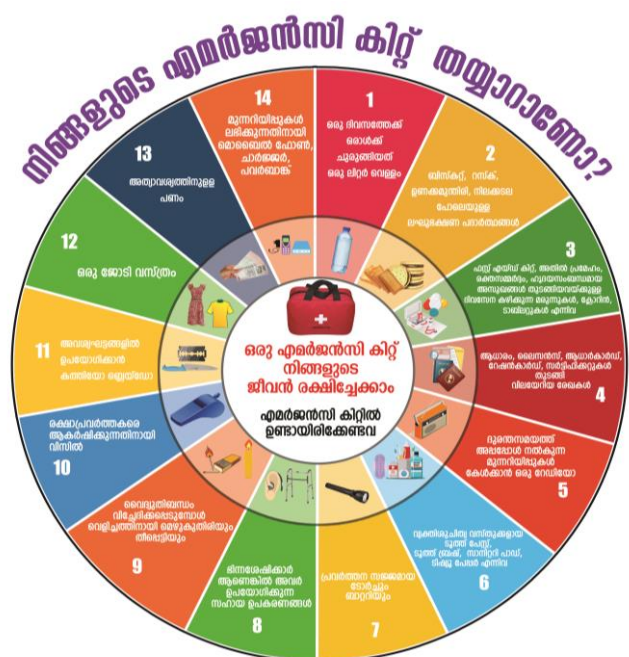 നിങ്ങളുടെ എമർജൻസി കിറ്റ് തയ്യാറാണോ?
1
ഒരു ദിവസത്തേക്ക്
ഒരാൾക്ക്
ചുരുങ്ങിയത്
ഒരു ലിറ്റർ വെള്ളം
2
ബിസ്കറ്റ്, റസ്ക്,
ഉണക്കമുന്തിരി, നിലക്കടല
പോലെയുള്ള
ലഘുഭക്ഷണ പദാർത്ഥങ്ങൾ
3
ഫസ്റ്റ് എയ്ഡ് കിറ്റ്, അതിൽ പ്രമേഹം,
രക്തസമ്മർദ്ദം, ഹൃദയസംബന്ധമായ
അസുഖങ്ങൾ തുടങ്ങിയവയ്ക്കുള്ള
ദിവസേന കഴിക്കുന്ന മരുന്നുകൾ, ക്ലോറിൻ,
ടാബ്ലറ്റുകൾ എന്നിവ
ആധാരം, ലൈസൻസ്, ആധാർകാർഡ്,
റേഷൻകാർഡ്, സർട്ടിഫിക്കറ്റുകൾ
തുടങ്ങി
വിലയേറിയ രേഖകൾ
4
ദുരന്തസമയത്ത്
അപ്പപ്പോൾ നൽകുന്ന
മുന്നറിയിപ്പുകൾ
കേൾക്കാൻ ഒരു റേഡിയോ
5
വ്യക്തിശുചിത്വ വസ്തുക്കളായ
ടൂത്ത് പേസ്റ്റ്,
ടൂത്ത് ബ്രഷ്, സാനിറ്ററി പാഡ്,
ടിഷ്യൂ പേപ്പർ എന്നിവ
6
പ്രവർത്തന സജ്ജമായ
ടോർച്ചും
ബാറ്ററിയും
7
ഭിന്നശേഷിക്കാർ
ആണെങ്കിൽ അവർ
ഉപയോഗിക്കുന്ന
സഹായ ഉപകരണങ്ങൾ
8
വൈദ്യുതിബന്ധം
വിച്ഛേദിക്കപ്പെടുമ്പോൾ
വെളിച്ചത്തിനായി മെഴുകുതിരിയും
തീപ്പെട്ടിയും
9
രക്ഷാപ്രവർത്തകരെ
ആകർഷിക്കുന്നതിനായി
വിസിൽ
10
11
അവശ്യഘട്ടങ്ങളിൽ
ഉപയോഗിക്കാൻ
കത്തിയോ ബ്ലെയ്ഡോ
12
ഒരു ജോടി വസ്ത്രം
13
അത്യാവശ്യത്തിനുള്ള
പണം
14
മുന്നറിയിപ്പുകൾ
ലഭിക്കുന്നതിനായി
മൊബൈൽ ഫോൺ,
ചാർജ്ജർ,
പവർബാങ്ക്
ഒരു എമർജൻസി കിറ്റ്
നിങ്ങളുടെ
ജീവൻ രക്ഷിച്ചേക്കാം
എമർജൻസി കിറ്റിൽ
ഉണ്ടായിരിക്കേണ്ടവ